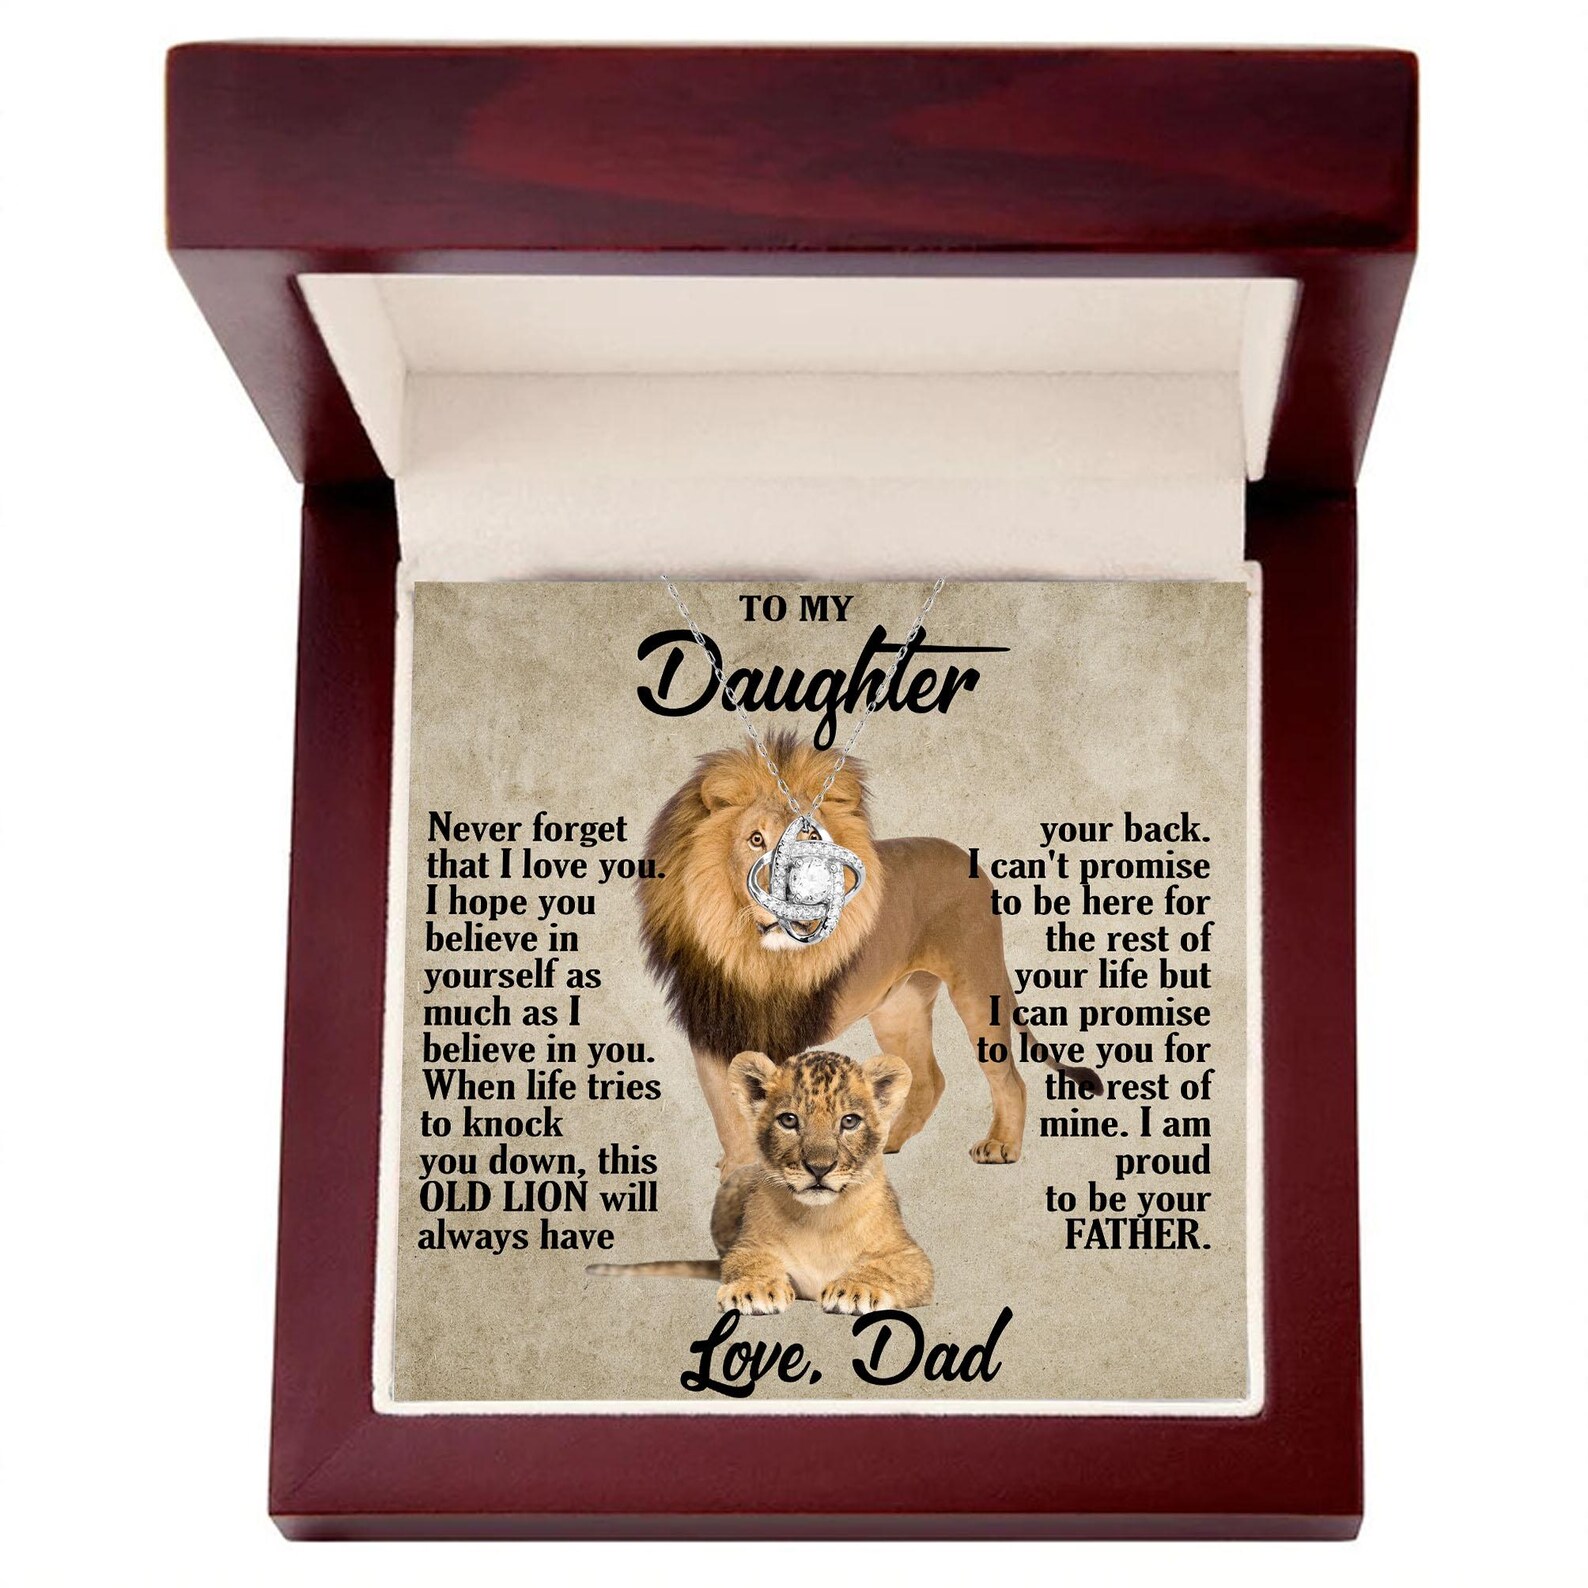 TO MY
Daughter
Never forget
that I love you.
I hope you
believe in
yourself as
much as I
believe in you.
When life tries
to knock
you down, this
OLD LION will
always have
your back.
I can't promise
to be here for
the rest of
your life but
I can promise
to love you for
the rest of
mine. I am
proud
to be your
FATHER.
Love, Dad